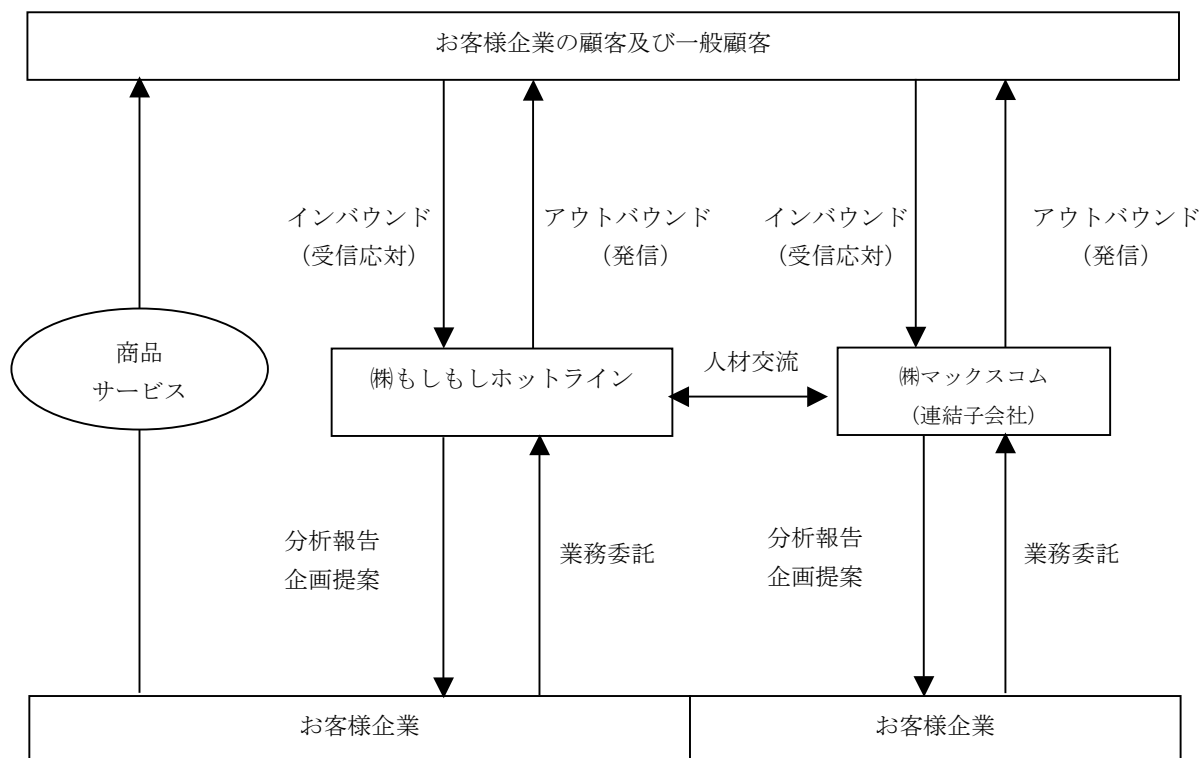 お客様企業の顧客及び一般顧客
インバウンド
(受信応対)
アウトバウンド
(発信)
インバウンド
(受信応対)
アウトバウンド
(発信)
商品
サービス
㈱もしもしホットライン
人材交流
㈱マックスコム
(連結子会社)
分析報告
企画提案
業務委託
分析報告
企画提案
業務委託
お客様企業
お客様企業